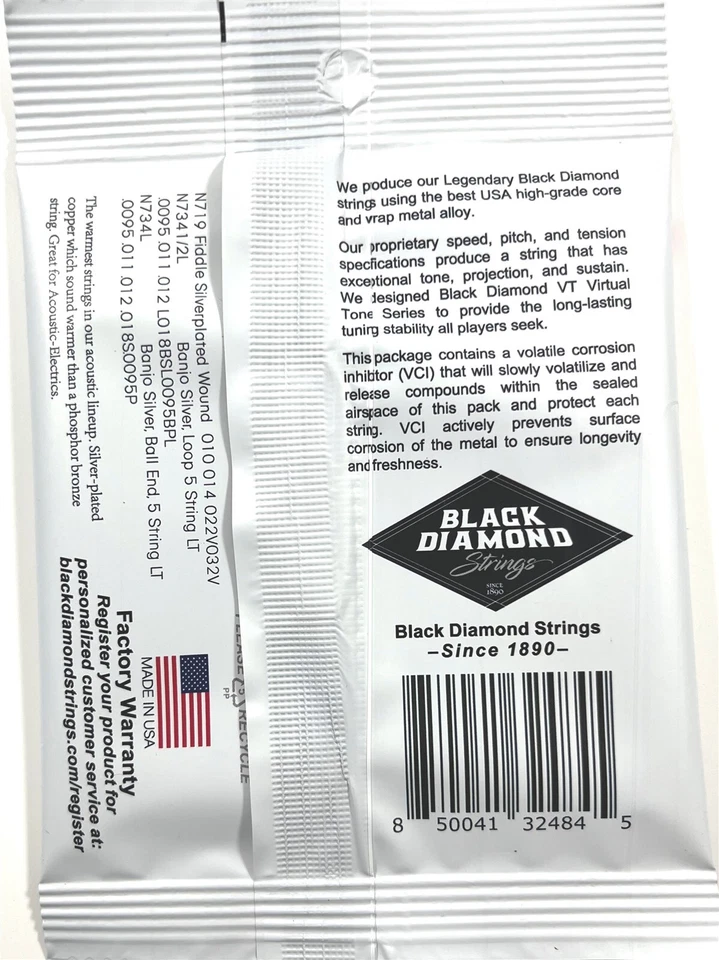 We poduce our Legendary Black Diamond
strings using the best USA high-grade core
and wrap metal alloy.
Our proprietary speed, pitch, and tension
specifications produce a string that has
exceptional tone, projection, and sustain.
We designed Black Diamond VT Virtual
Tone Series to provide the long-lasting
tuning stability all players seek.
This package contains a volatile corrosion
inhibitor (VCI) that will slowly volatilize and
release compounds within the sealed
airspace of this pack and protect each
string. VCI actively prevents surface
corrosion of the metal to ensure longevity
and freshness.
BLACK
DIAMOND
Strings
SINCE
1890
Black Diamond Strings
–Since 1890–
8 50041 32484 5
N719 Fiddle Silverplated Wound 010 014 022V032V
N7341/2L Banjo Silver, Loop 5 String LT
.0095 .011 .012 L018BSL0095BPL
N734L Banjo Silver, Ball End, 5 String LT
.0095 .011 .012 .018S0095P
The warmest strings in our acoustic lineup. Silver-plated
copper which sound warmer than a phosphor bronze
string. Great for Acoustic-Electrics.
MADE IN USA
Factory Warranty
Register your product for
personalized customer service at:
blackdiamondstrings.com/register
PLEASE RECYCLE
5
PP